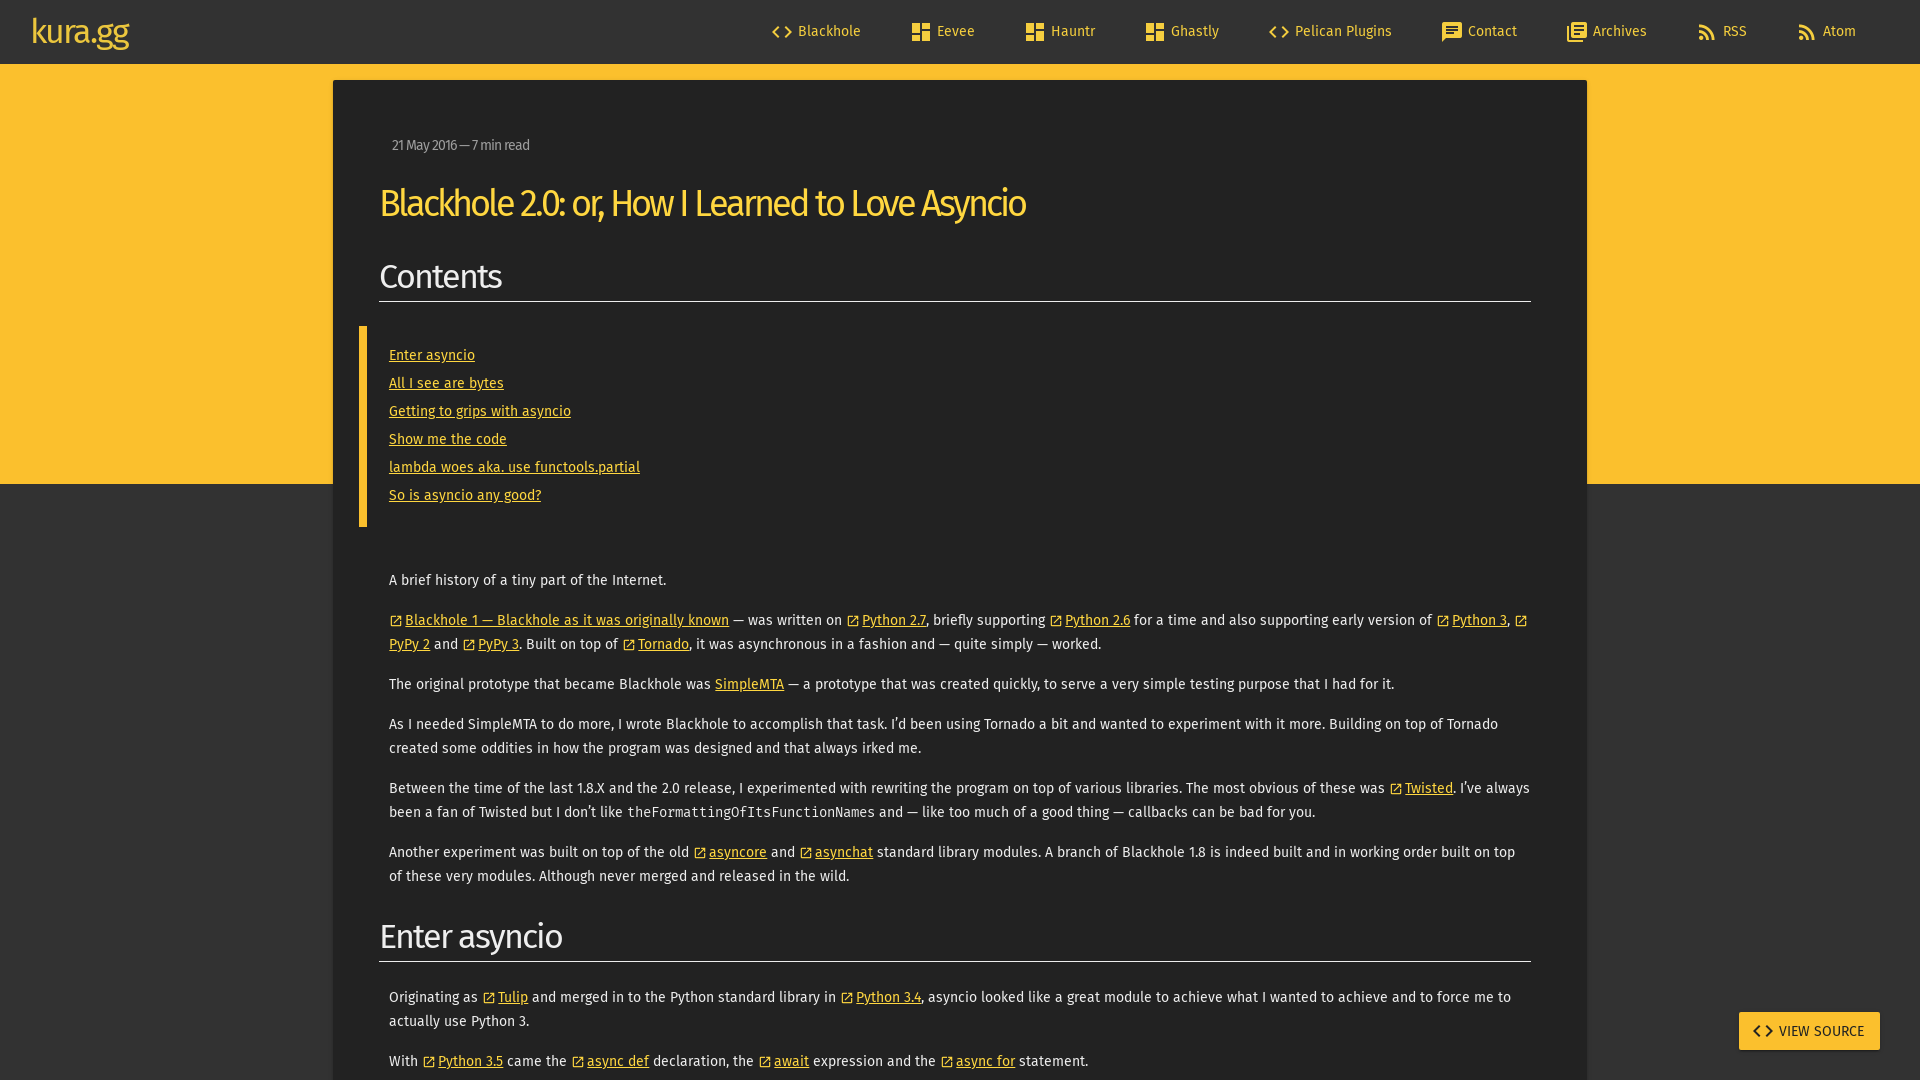 kura.gg
Blackhole
Eevee
Hauntr
Ghastly
Pelican Plugins
Contact
Archives
RSS
Atom
21 May 2016 — 7 min read
Blackhole 2.0: or, How I Learned to Love Asyncio
Contents
Enter asyncio
All I see are bytes
Getting to grips with asyncio
Show me the code
lambda woes aka. use functools.partial
So is asyncio any good?
A brief history of a tiny part of the Internet.
Blackhole 1 — Blackhole as it was originally known — was written on Python 2.7, briefly supporting Python 2.6 for a time and also supporting early version of Python 3,
PyPy 2 and PyPy 3. Built on top of Tornado, it was asynchronous in a fashion and — quite simply — worked.
The original prototype that became Blackhole was SimpleMTA — a prototype that was created quickly, to serve a very simple testing purpose that I had for it.
As I needed SimpleMTA to do more, I wrote Blackhole to accomplish that task. I’d been using Tornado a bit and wanted to experiment with it more. Building on top of Tornado
created some oddities in how the program was designed and that always irked me.
Between the time of the last 1.8.X and the 2.0 release, I experimented with rewriting the program on top of various libraries. The most obvious of these was Twisted. I’ve always
been a fan of Twisted but I don’t like theFormattingOfItsFunctionNames and — like too much of a good thing — callbacks can be bad for you.
Another experiment was built on top of the old asyncore and asynchat standard library modules. A branch of Blackhole 1.8 is indeed built and in working order built on top
of these very modules. Although never merged and released in the wild.
Enter asyncio
Originating as Tulip and merged in to the Python standard library in Python 3.4, asyncio looked like a great module to achieve what I wanted to achieve and to force me to
actually use Python 3.
VIEW SOURCE
With Python 3.5 came the async def declaration, the await expression and the async for statement.